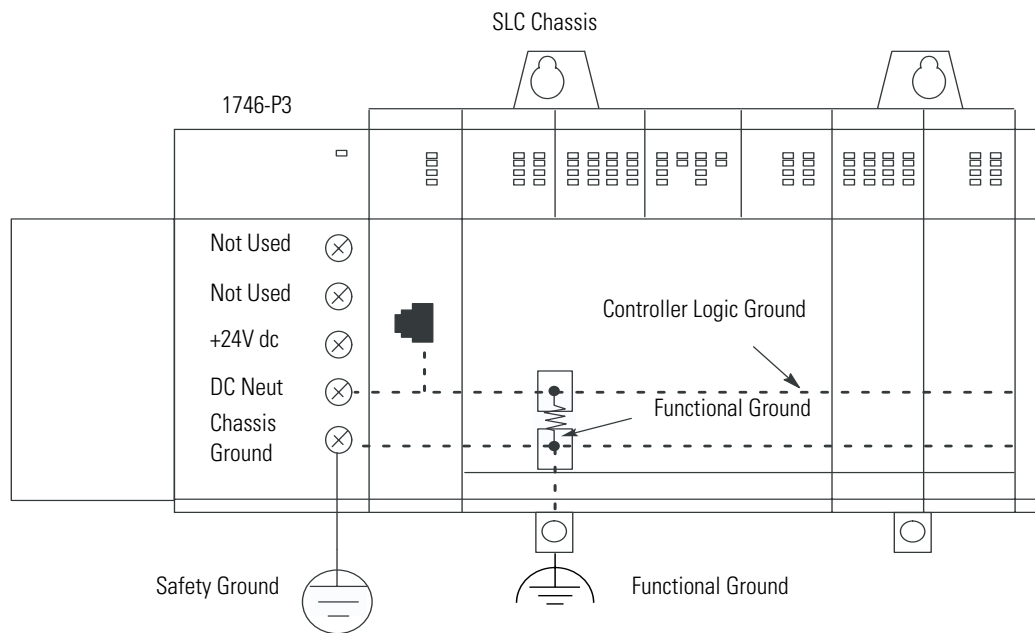 SLC Chassis
1746-P3
Not Used
Not Used
+24V dc
Controller Logic Ground
DC Neut
Functional Ground
Chassis
Ground
Safety Ground
Functional Ground